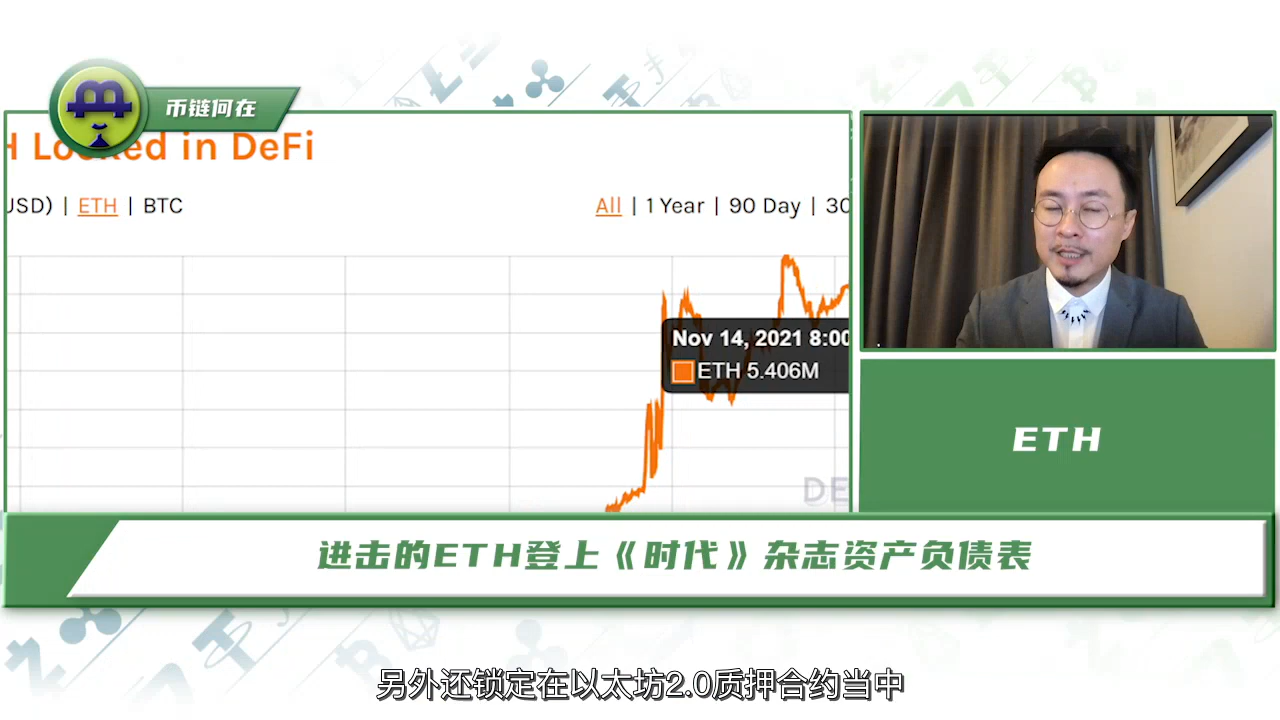 币链何在
H Locked in DeFi
USD) | ETH | BTC
All | 1 Year | 90 Day | 30
Nov 14, 2021 8:00
ETH 5.406M
DE
ETH
进击的ETH登上《时代》杂志资产负债表
另外还锁定在以太坊2.0质押合约当中